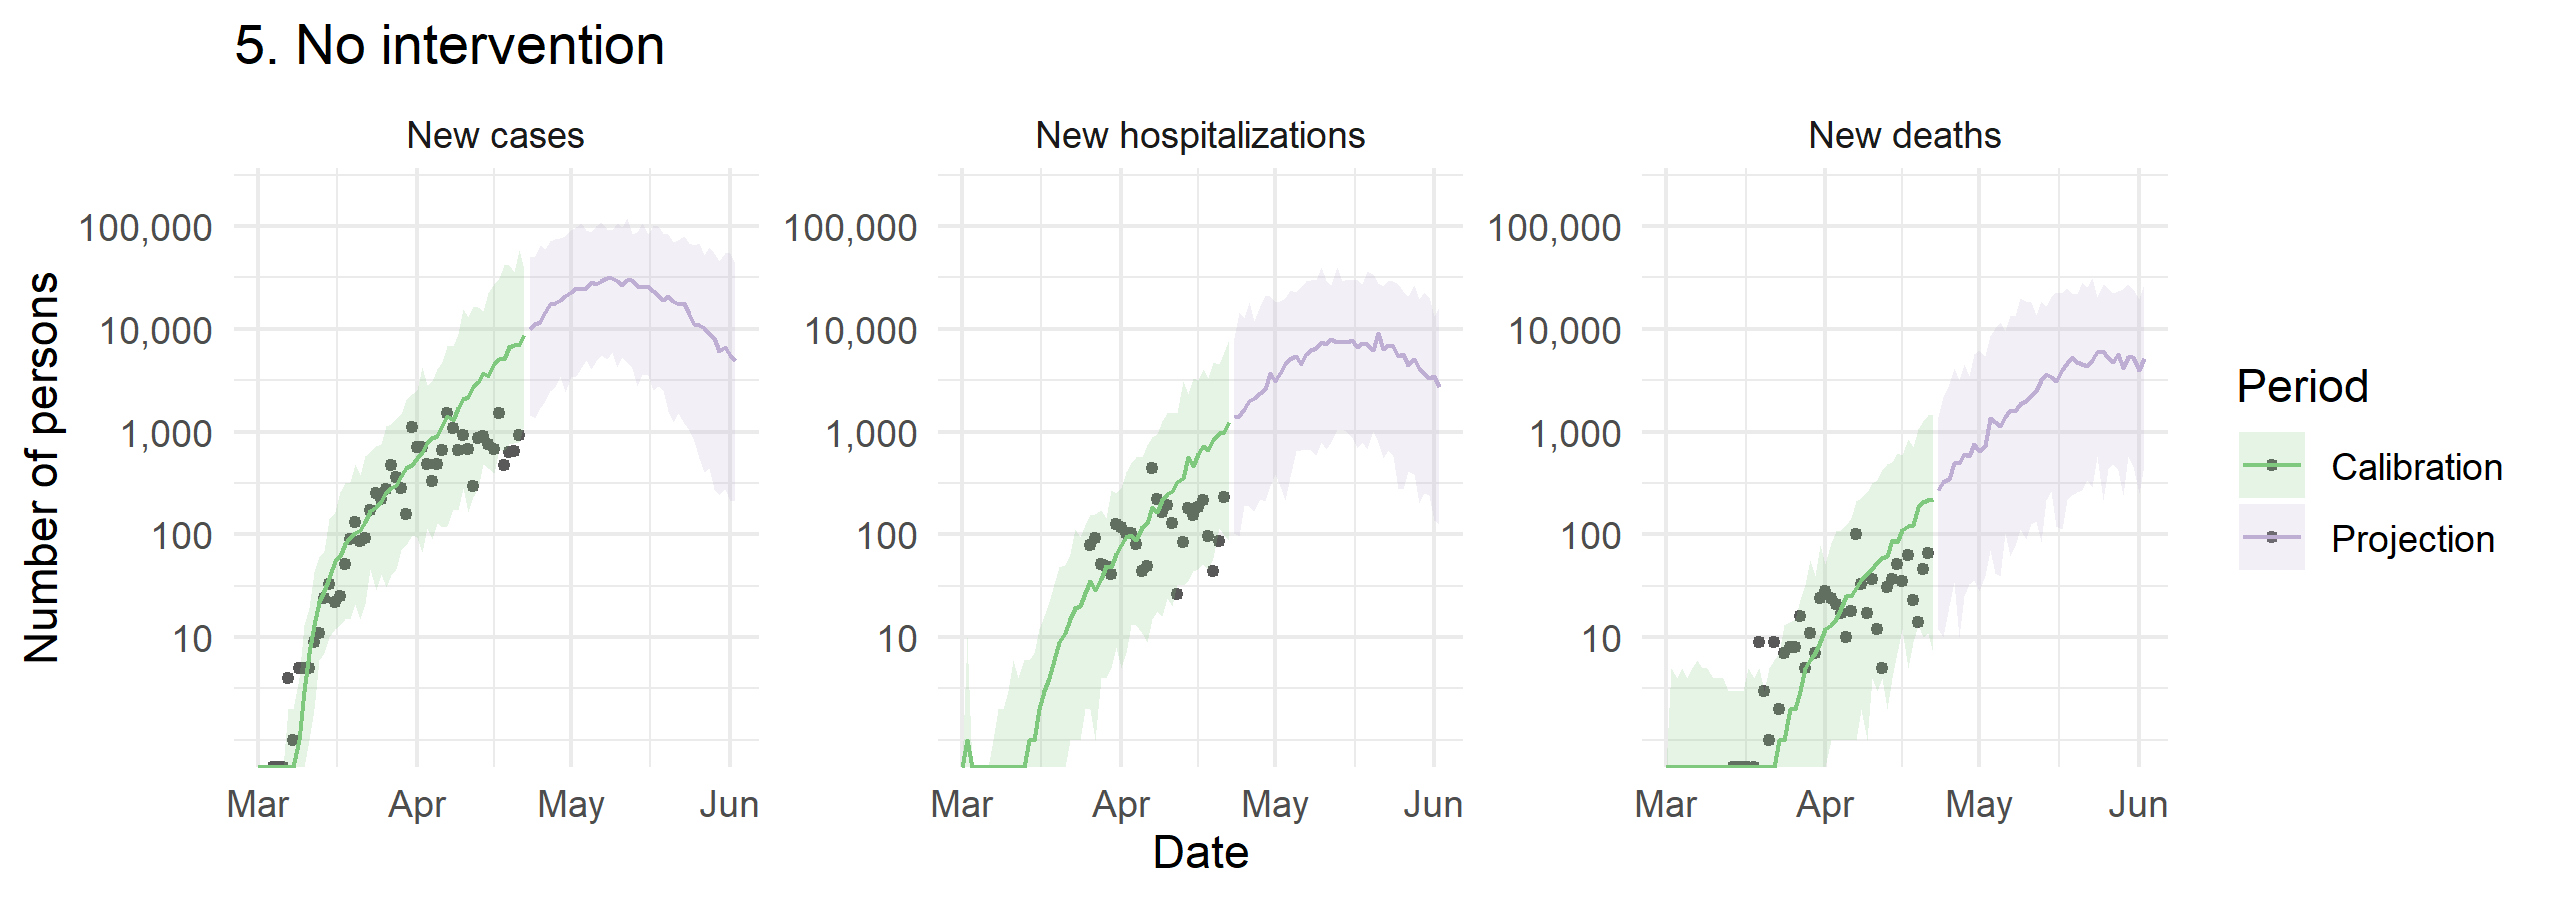 5. No intervention
New cases
New hospitalizations
New deaths
Number of persons
100,000
10,000
1,000
100
10
100,000
10,000
1,000
100
10
100,000
10,000
1,000
100
10
Mar Apr May Jun
Mar Apr May Jun
Mar Apr May Jun
Date
Period
Calibration
Projection